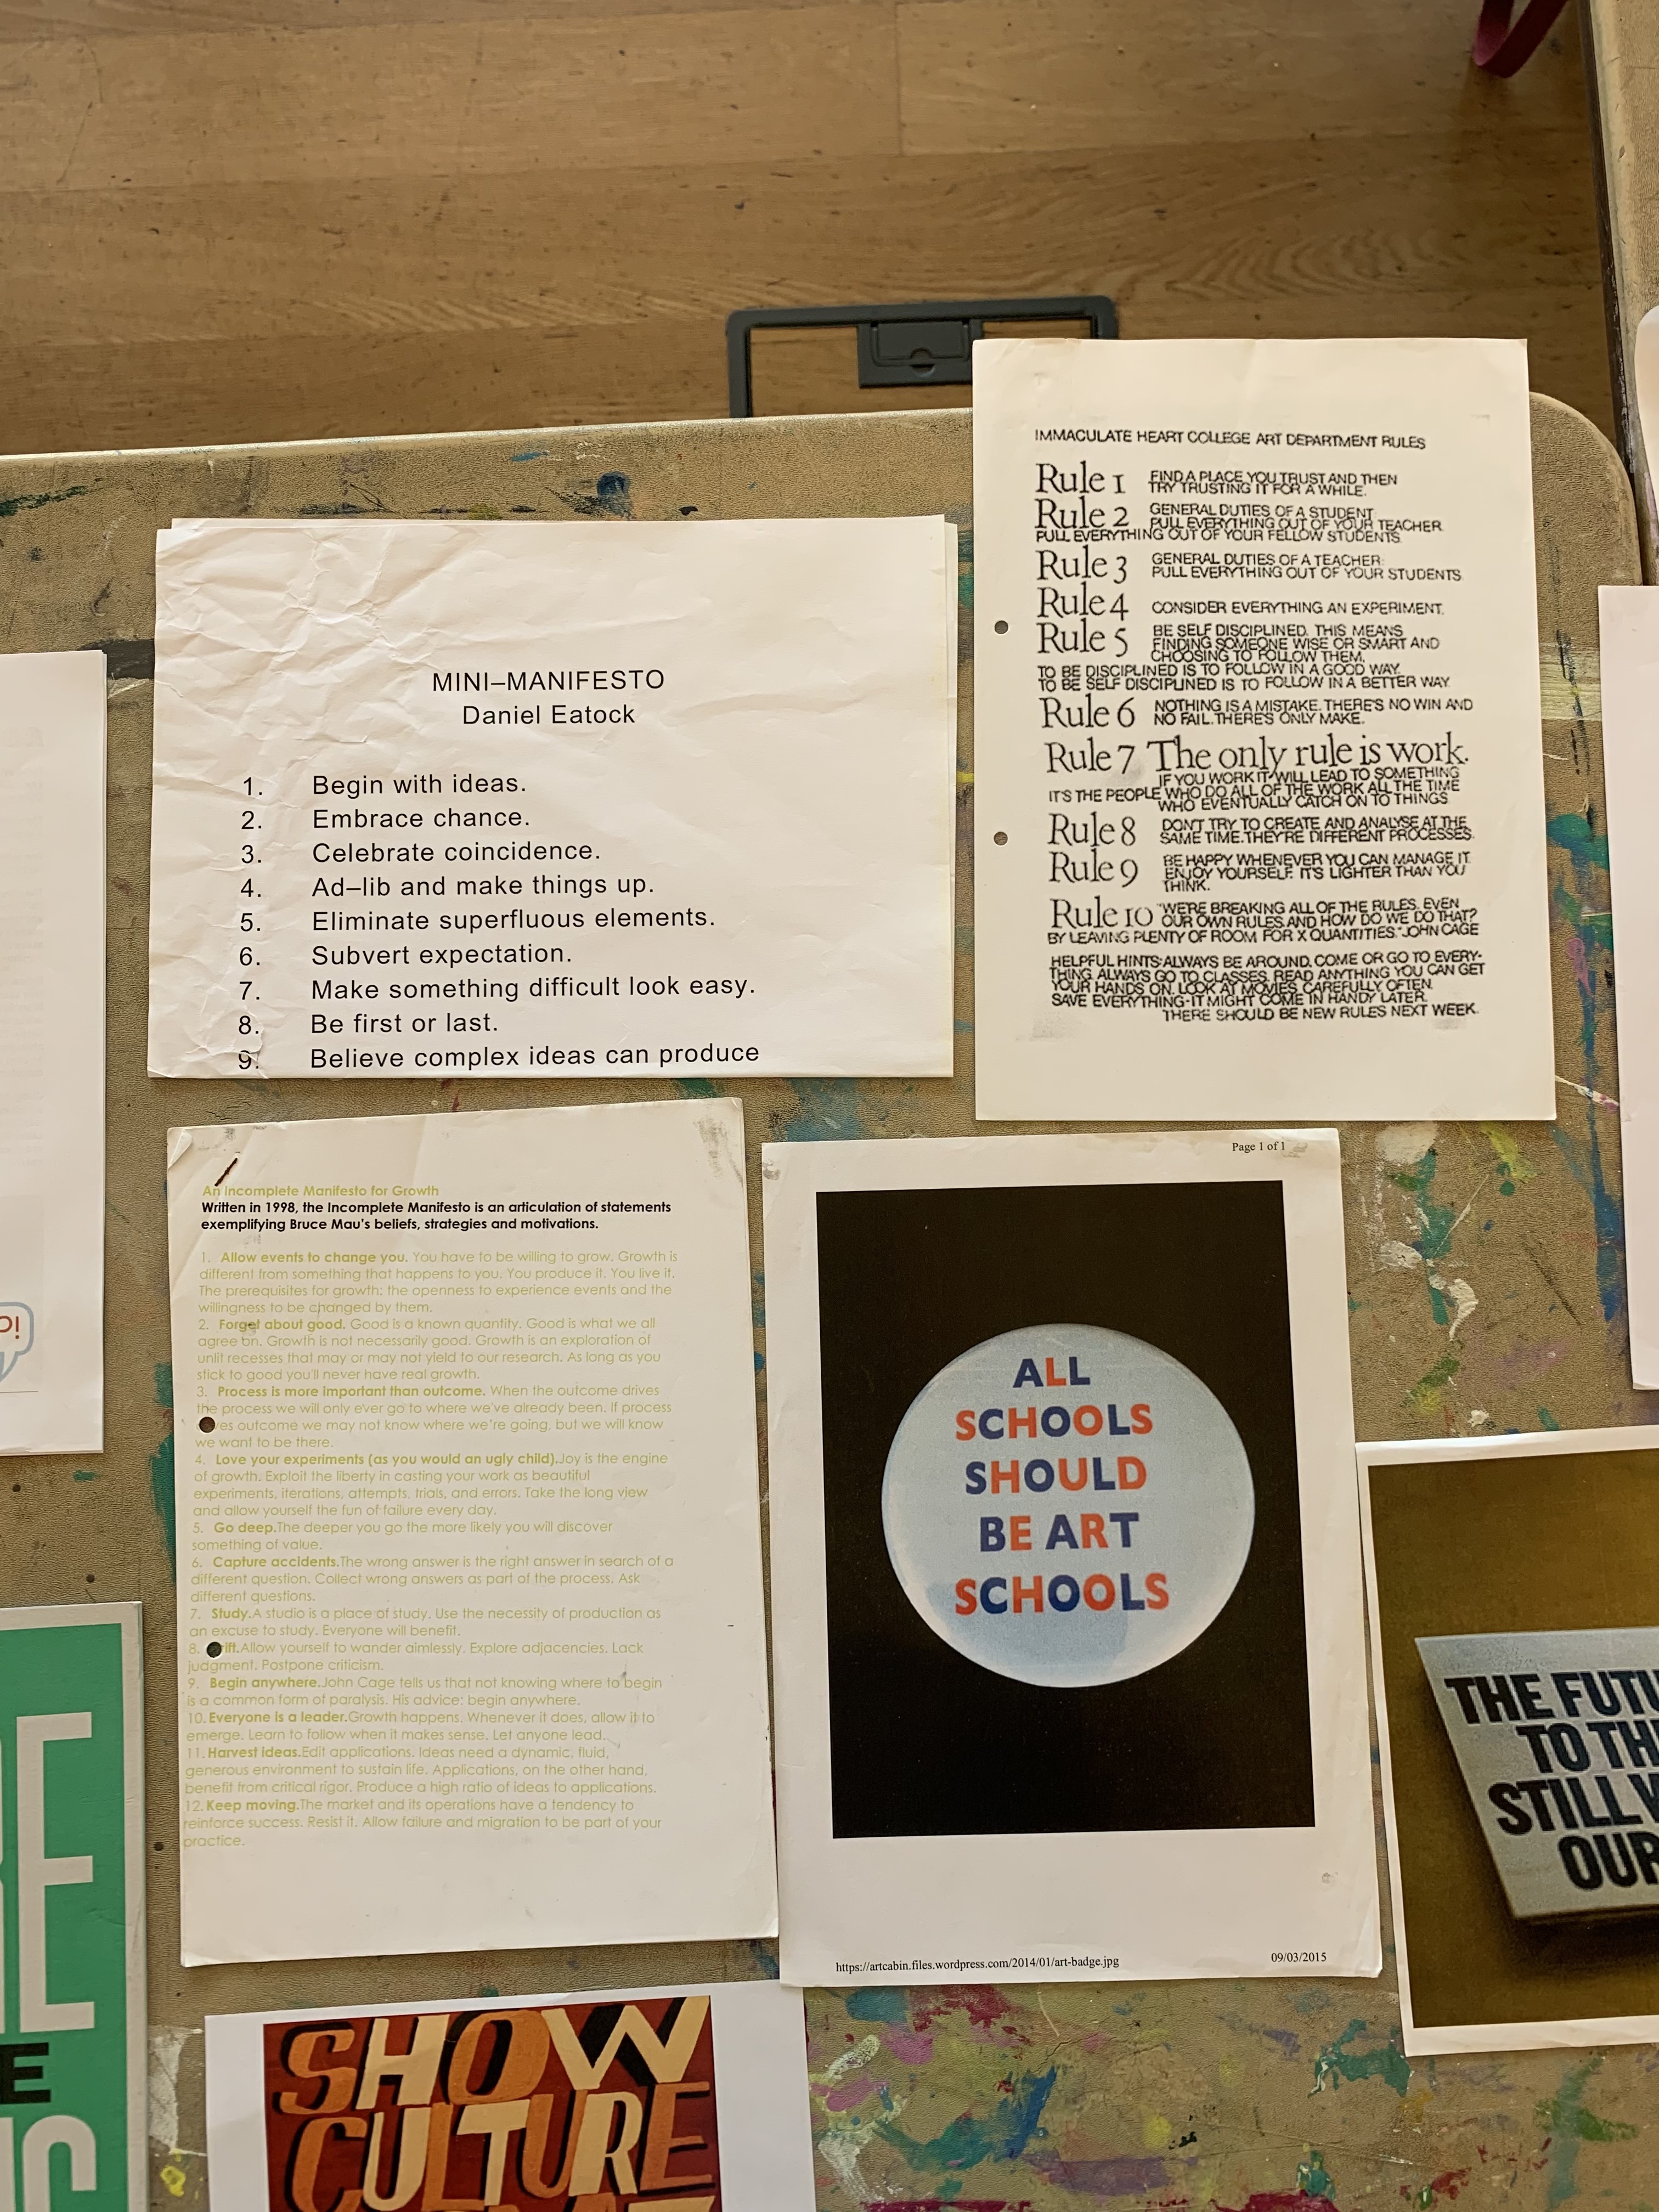 IMMACULATE HEART COLLEGE ART DEPARTMENT RULES
Rule 1 FIND A PLACE YOU TRUST AND THEN
TRY TRUSTING IT FOR A WHILE.
Rule 2 GENERAL DUTIES OF A STUDENT:
PULL EVERYTHING OUT OF YOUR TEACHER.
PULL EVERYTHING OUT OF YOUR FELLOW STUDENTS.
Rule 3 GENERAL DUTIES OF A TEACHER:
PULL EVERYTHING OUT OF YOUR STUDENTS.
Rule 4 CONSIDER EVERYTHING AN EXPERIMENT.
Rule 5 BE SELF DISCIPLINED. THIS MEANS
FINDING SOMEONE WISE OR SMART AND
CHOOSING TO FOLLOW THEM.
TO BE DISCIPLINED IS TO FOLLOW IN A GOOD WAY.
TO BE SELF DISCIPLINED IS TO FOLLOW IN A BETTER WAY.
Rule 6 NOTHING IS A MISTAKE. THERE'S NO WIN AND
NO FAIL. THERE'S ONLY MAKE.
Rule 7 The only rule is work.
IF YOU WORK IT WILL LEAD TO SOMETHING.
IT'S THE PEOPLE WHO DO ALL OF THE WORK ALL THE TIME
WHO EVENTUALLY CATCH ON TO THINGS.
Rule 8 DON'T TRY TO CREATE AND ANALYSE AT THE
SAME TIME. THEY'RE DIFFERENT PROCESSES.
Rule 9 BE HAPPY WHENEVER YOU CAN MANAGE IT.
ENJOY YOURSELF. IT'S LIGHTER THAN YOU
THINK.
Rule 10 "WE'RE BREAKING ALL OF THE RULES. EVEN
OUR OWN RULES AND HOW DO WE DO THAT?
BY LEAVING PLENTY OF ROOM FOR X QUANTITIES." JOHN CAGE
HELPFUL HINTS: ALWAYS BE AROUND. COME OR GO TO EVERY-
THING. ALWAYS GO TO CLASSES. READ ANYTHING YOU CAN GET
YOUR HANDS ON. LOOK AT MOVIES CAREFULLY, OFTEN.
SAVE EVERYTHING-IT MIGHT COME IN HANDY LATER.
THERE SHOULD BE NEW RULES NEXT WEEK.
MINI–MANIFESTO
Daniel Eatock
1. Begin with ideas.
2. Embrace chance.
3. Celebrate coincidence.
4. Ad–lib and make things up.
5. Eliminate superfluous elements.
6. Subvert expectation.
7. Make something difficult look easy.
8. Be first or last.
9. Believe complex ideas can produce
An Incomplete Manifesto for Growth
Written in 1998, the Incomplete Manifesto is an articulation of statements
exemplifying Bruce Mau's beliefs, strategies and motivations.
1. Allow events to change you. You have to be willing to grow. Growth is
different from something that happens to you. You produce it. You live it.
The prerequisites for growth: the openness to experience events and the
willingness to be changed by them.
2. Forget about good. Good is a known quantity. Good is what we all
agree on. Growth is not necessarily good. Growth is an exploration of
unlit recesses that may or may not yield to our research. As long as you
stick to good you'll never have real growth.
3. Process is more important than outcome. When the outcome drives
the process we will only ever go to where we've already been. If process
es outcome we may not know where we're going, but we will know
we want to be there.
4. Love your experiments (as you would an ugly child).Joy is the engine
of growth. Exploit the liberty in casting your work as beautiful
experiments, iterations, attempts, trials, and errors. Take the long view
and allow yourself the fun of failure every day.
5. Go deep.The deeper you go the more likely you will discover
something of value.
6. Capture accidents.The wrong answer is the right answer in search of a
different question. Collect wrong answers as part of the process. Ask
different questions.
7. Study.A studio is a place of study. Use the necessity of production as
an excuse to study. Everyone will benefit.
8. ift.Allow yourself to wander aimlessly. Explore adjacencies. Lack
judgment. Postpone criticism.
9. Begin anywhere.John Cage tells us that not knowing where to begin
is a common form of paralysis. His advice: begin anywhere.
10. Everyone is a leader.Growth happens. Whenever it does, allow it to
emerge. Learn to follow when it makes sense. Let anyone lead.
11. Harvest ideas.Edit applications. Ideas need a dynamic, fluid,
generous environment to sustain life. Applications, on the other hand,
benefit from critical rigor. Produce a high ratio of ideas to applications.
12. Keep moving.The market and its operations have a tendency to
reinforce success. Resist it. Allow failure and migration to be part of your
practice.
Page 1 of 1
ALL
SCHOOLS
SHOULD
BE ART
SCHOOLS
https://artcabin.files.wordpress.com/2014/01/art-badge.jpg 09/03/2015
THE FUTU
TO TH
STILL
OUR
SHOW
CULTURE